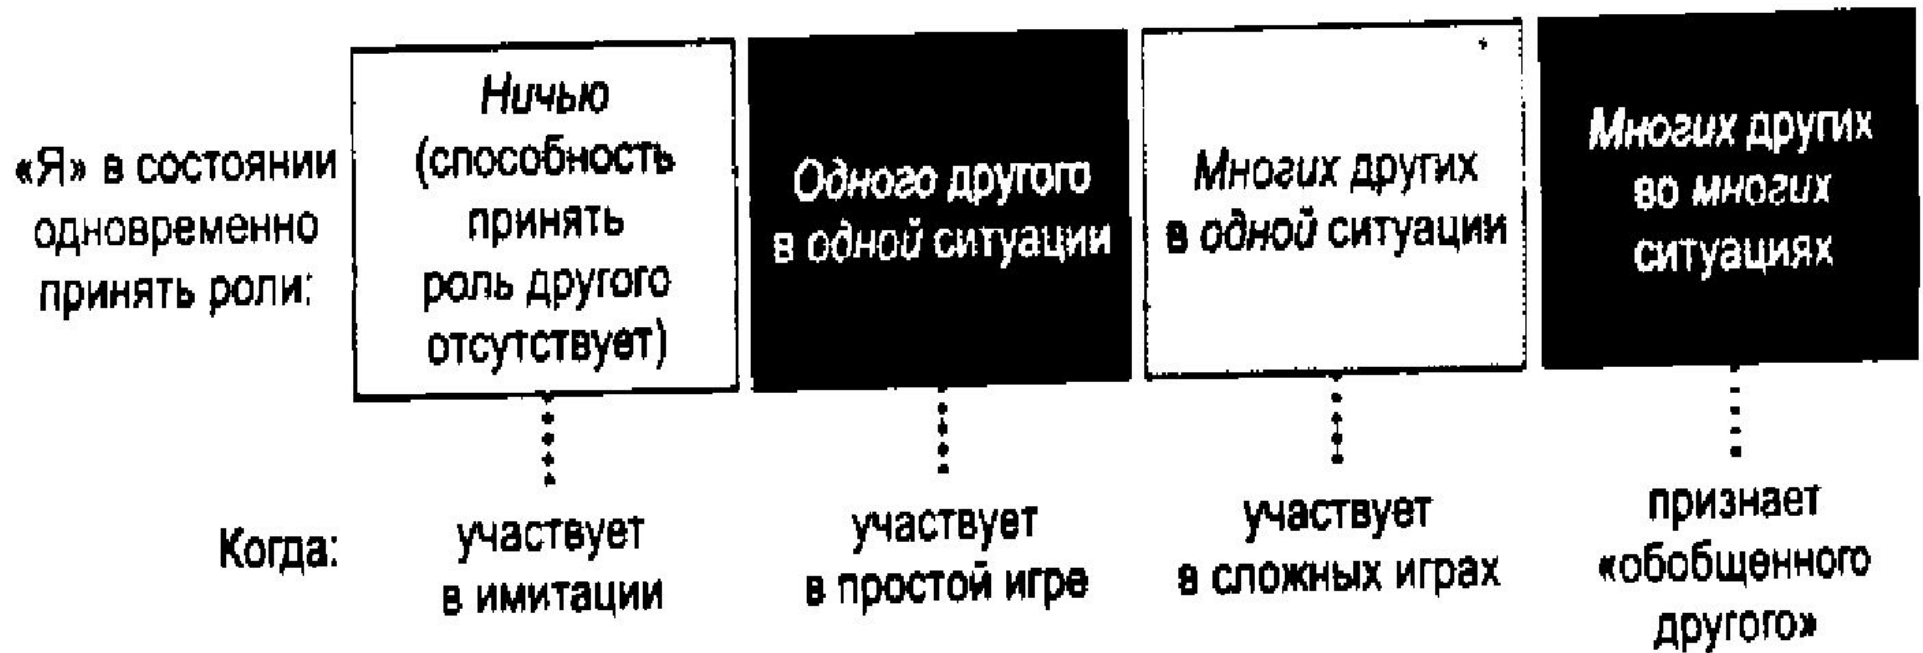 «Я» в состоянии
одновременно
принять роли:
Ничью
(способность
принять
роль другого
отсутствует)
Одного другого
в одной ситуации
Многих других
в одной ситуации
Многих других
во многих
ситуациях
Когда:
участвует
в имитации
участвует
в простой игре
участвует
в сложных играх
признает
«обобщенного
другого»